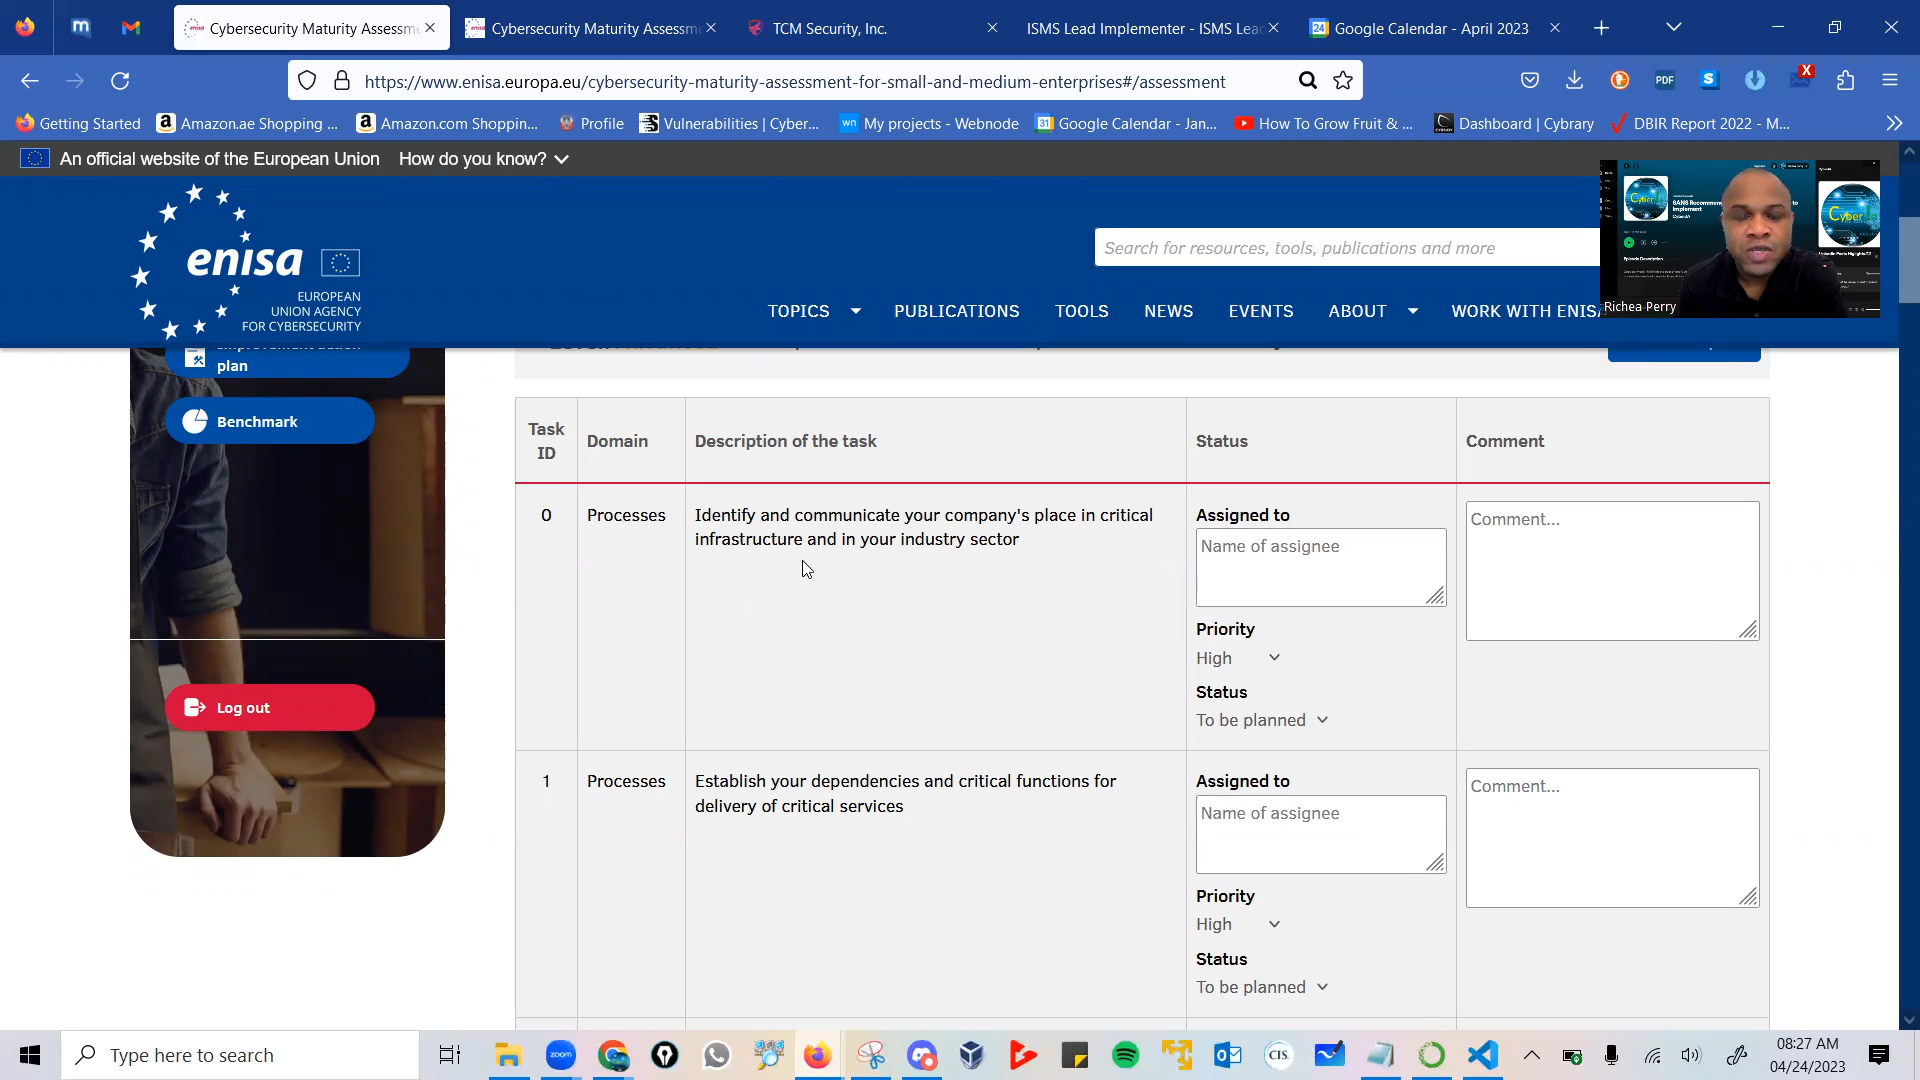 Cybersecurity Maturity Assessm
Cybersecurity Maturity Assessm
TCM Security, Inc.
ISMS Lead Implementer - ISMS Lea
Google Calendar - April 2023
https://www.enisa.europa.eu/cybersecurity-maturity-assessment-for-small-and-medium-enterprises#/assessment
PDF
X
Getting Started
Amazon.ae Shopping ...
Amazon.com Shoppin...
Profile
Vulnerabilities | Cyber...
My projects - Webnode
Google Calendar - Jan...
How To Grow Fruit & ...
Dashboard | Cybrary
DBIR Report 2022 - M...
An official website of the European Union
How do you know?
enisa
EUROPEAN
UNION AGENCY
FOR CYBERSECURITY
Search for resources, tools, publications and more
TOPICS
PUBLICATIONS
TOOLS
NEWS
EVENTS
ABOUT
WORK WITH ENISA
Richea Perry
plan
Benchmark
Log out
Task
ID
Domain
Description of the task
Status
Comment
0
Processes
Identify and communicate your company's place in critical
infrastructure and in your industry sector
Assigned to
Name of assignee
Priority
High
Status
To be planned
Comment...
1
Processes
Establish your dependencies and critical functions for
delivery of critical services
Assigned to
Name of assignee
Priority
High
Status
To be planned
Comment...
Type here to search
zoom
CIS.
08:27 AM
04/24/2023